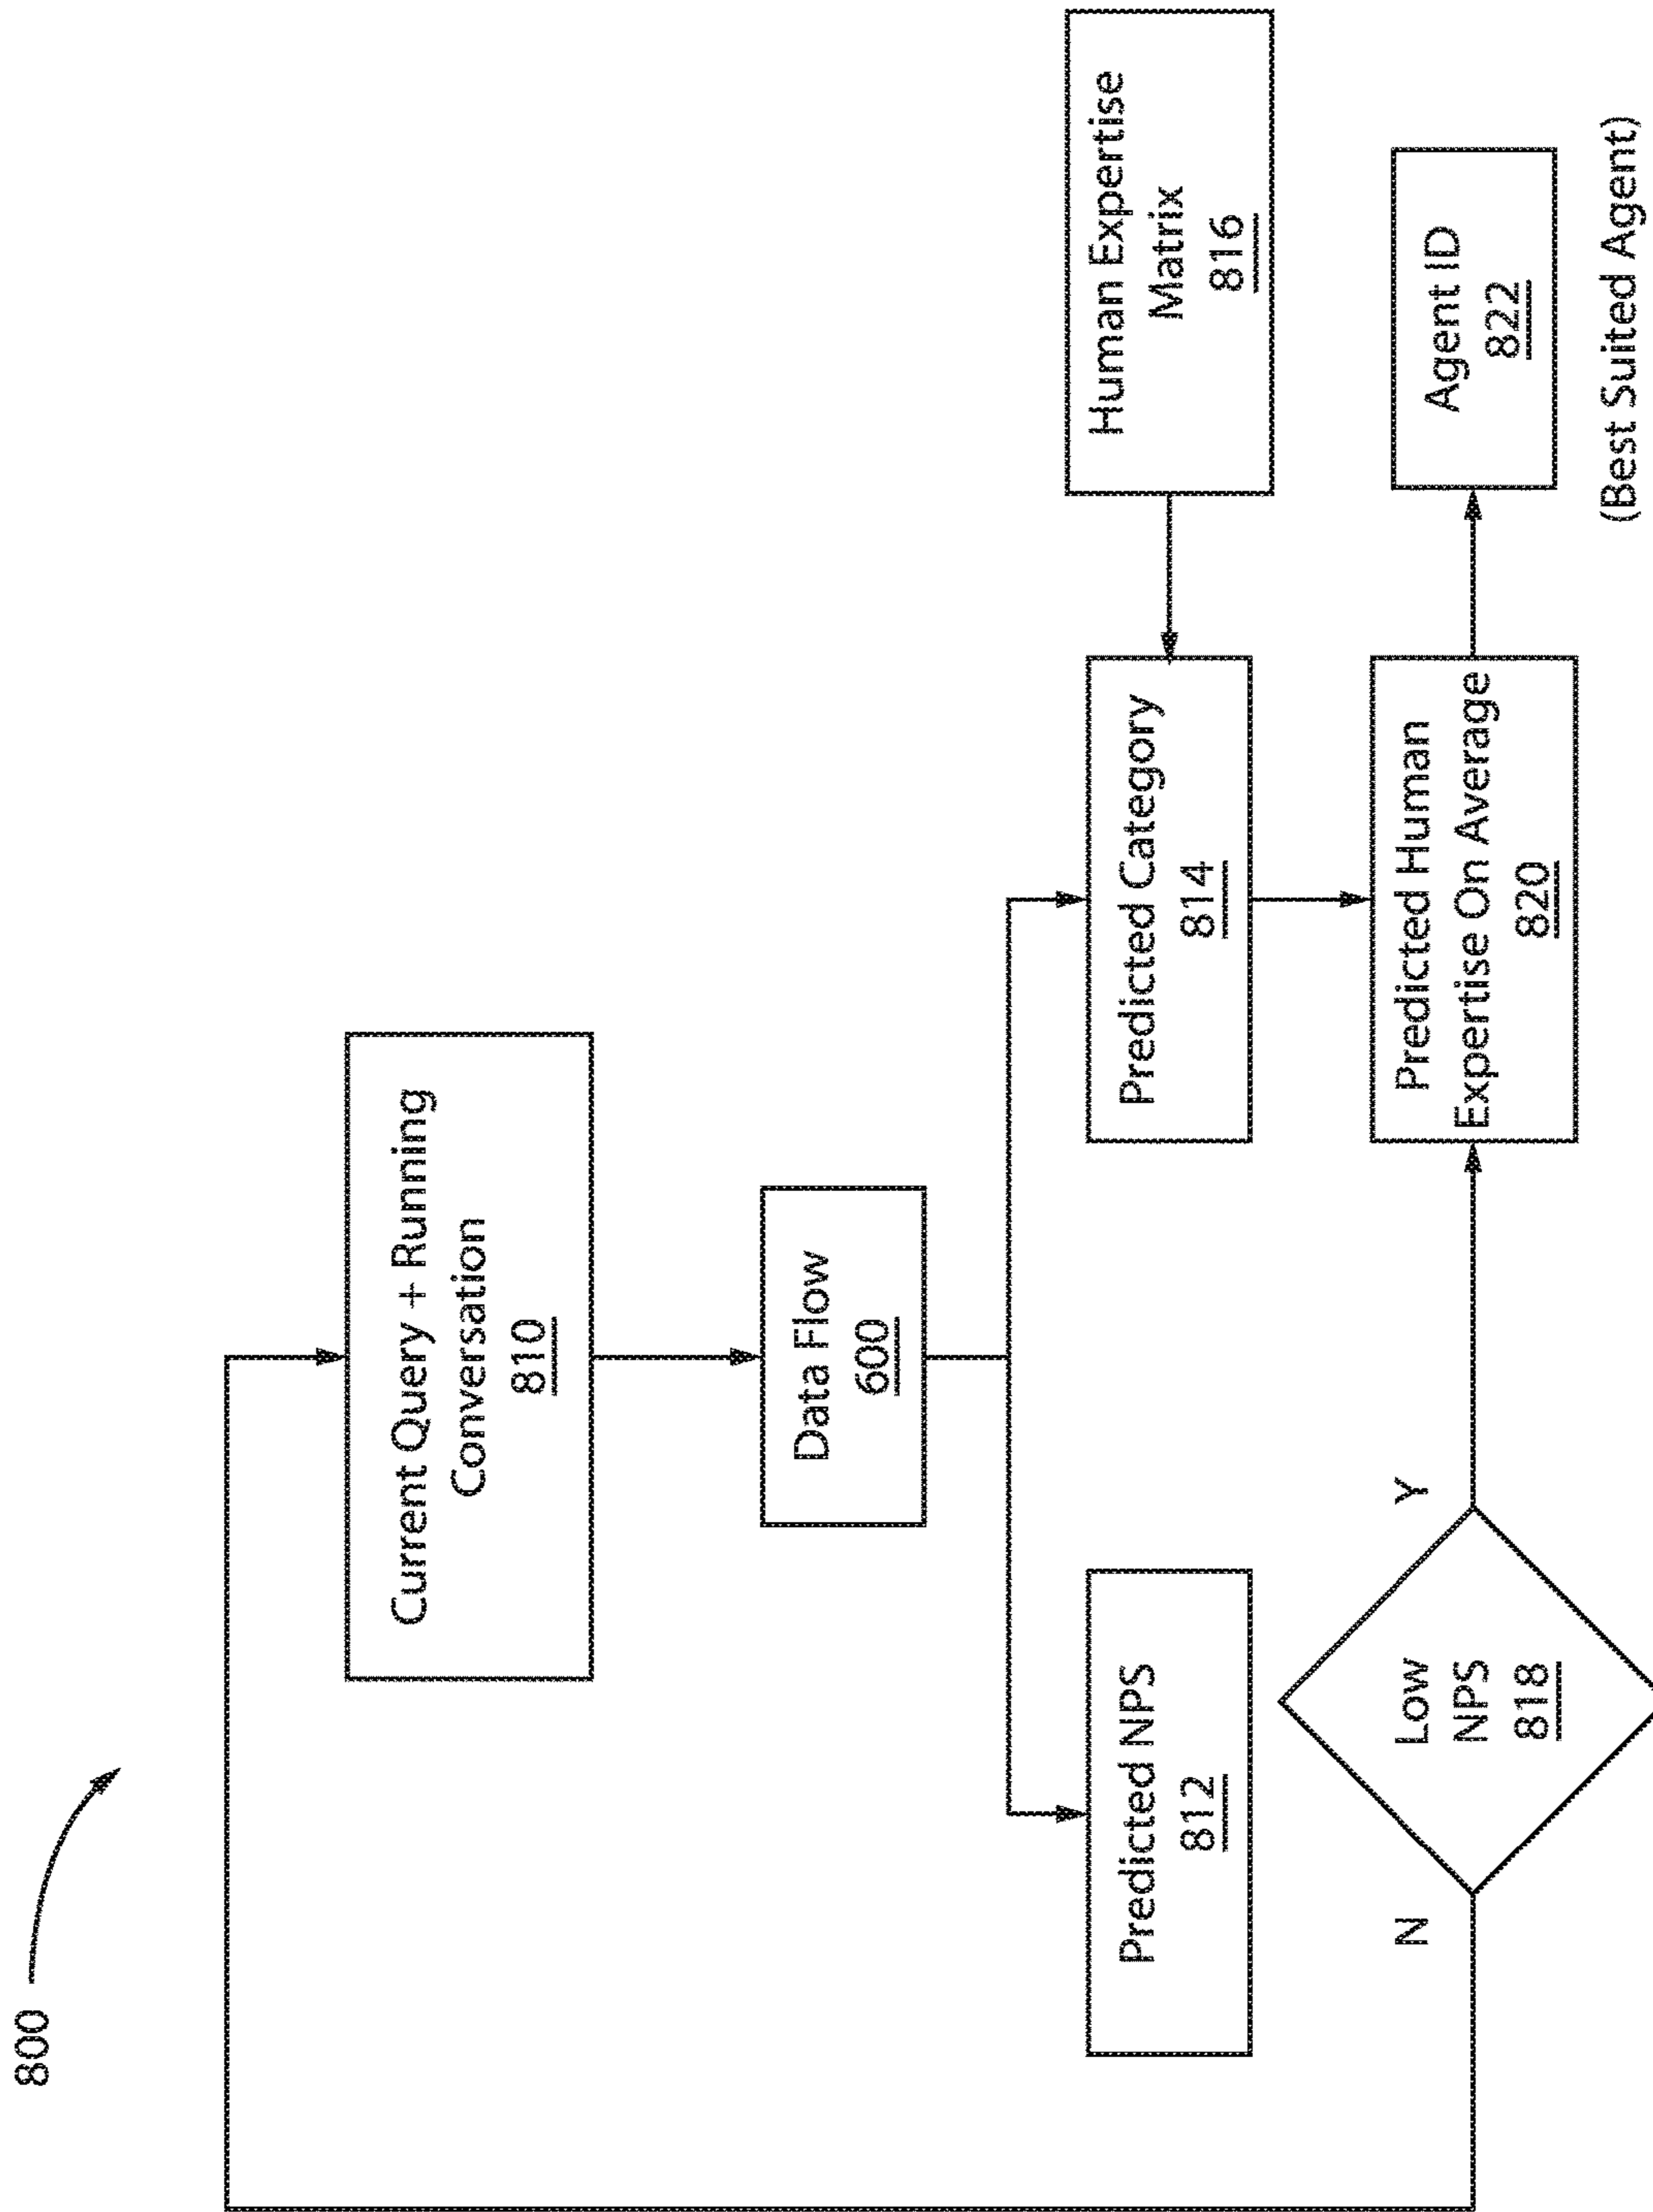 800
Current Query + Running
Conversation
810
Data Flow
600
Predicted NPS
812
Predicted Category
814
Human Expertise
Matrix
816
N
Low
NPS
818
Y
Predicted Human
Expertise On Average
820
Agent ID
822
(Best Suited Agent)